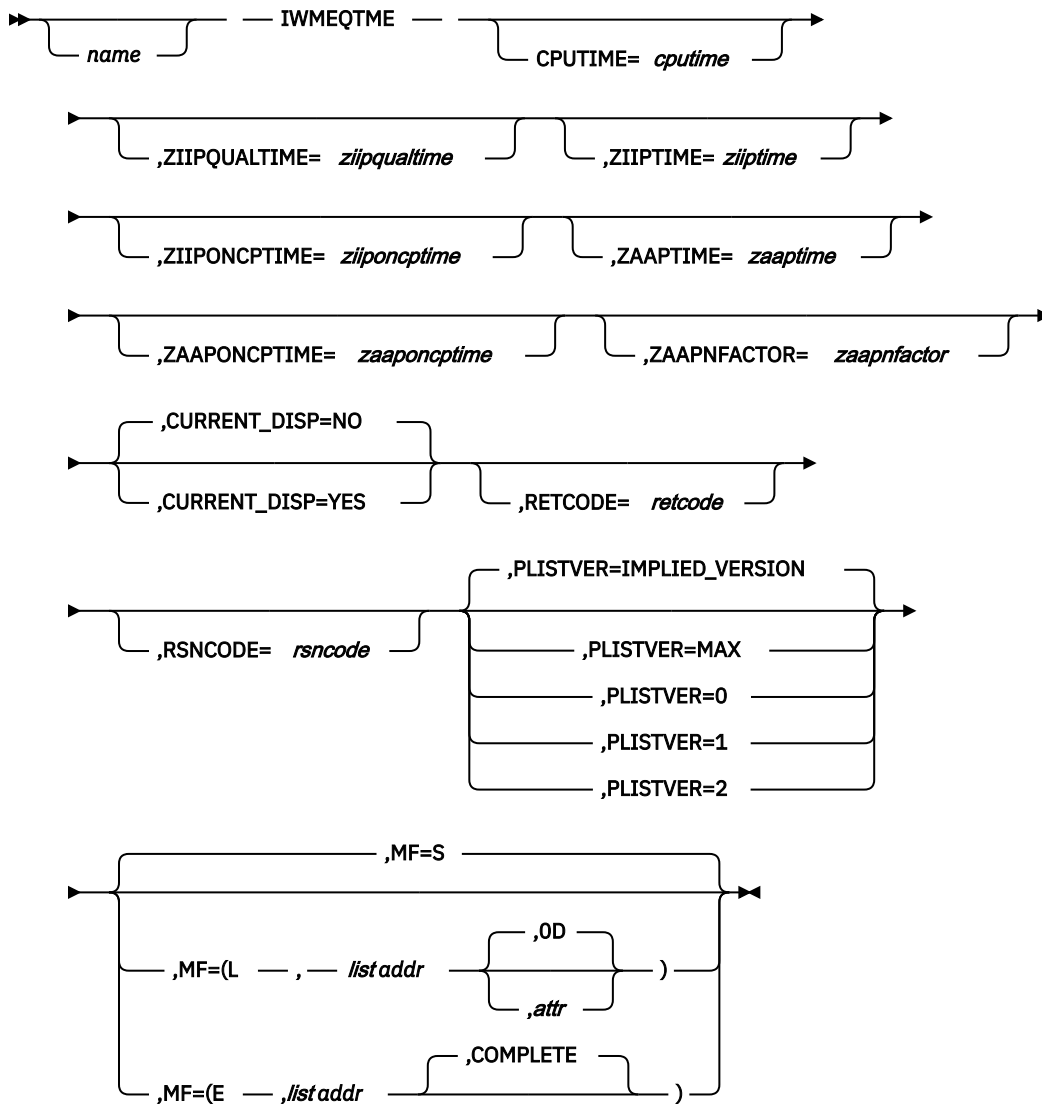 IWMEQTME
name CPUTIME= cputime
,ZIIPQUALTIME= ziipqualtime ,ZIIPTIME= ziiptime
,ZIIPONCPTIME= ziiponcptime ,ZAAPTIME= zaaptime
,ZAAPONCPTIME= zaaponcptime ,ZAAPNFACTOR= zaapnfactor
,CURRENT_DISP=NO
,CURRENT_DISP=YES ,RETCODE= retcode
,PLISTVER=IMPLIED_VERSION
,RSNCODE= rsncode ,PLISTVER=MAX
,PLISTVER=0
,PLISTVER=1
,PLISTVER=2
,MF=S
,0D
,MF=(L , list addr )
,attr
,COMPLETE
,MF=(E ,list addr )